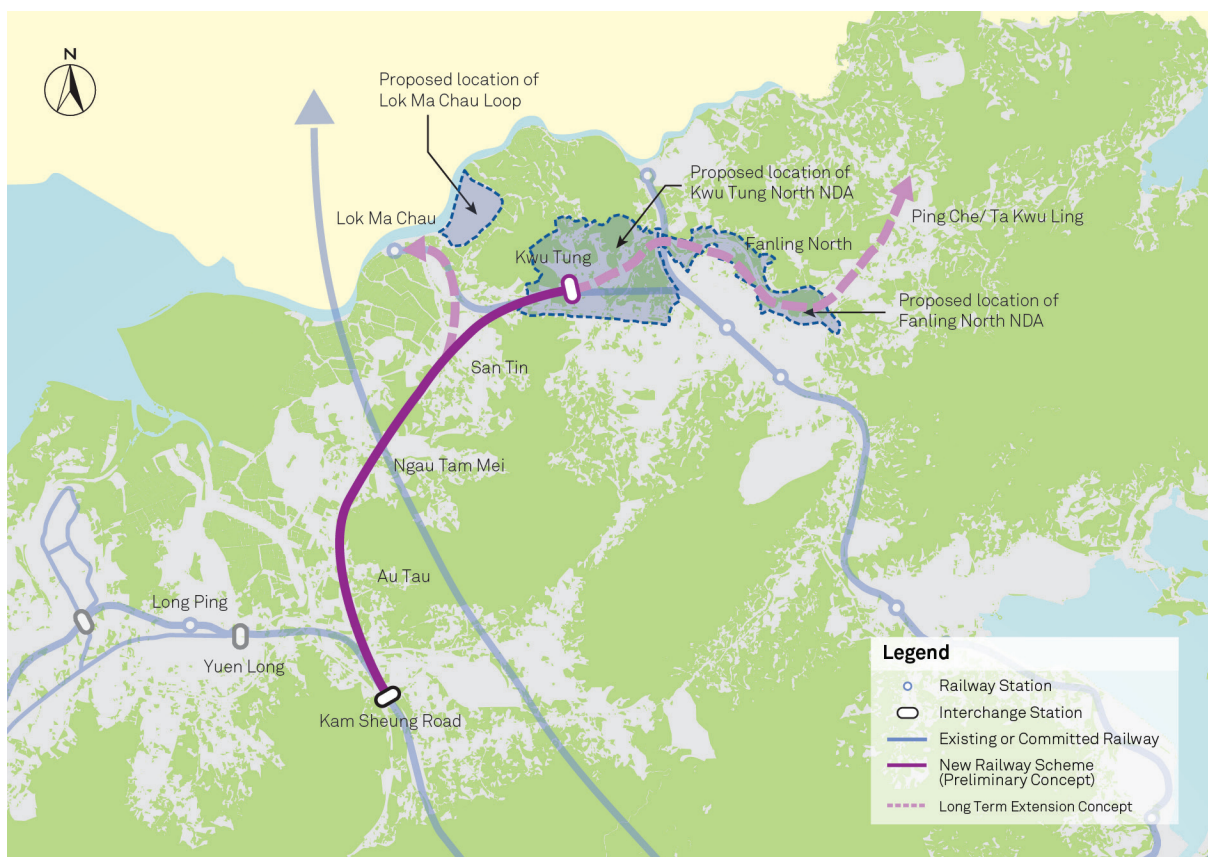 N
Proposed location of
Lok Ma Chau Loop
Proposed location of
Kwu Tung North NDA
Lok Ma Chau
Ping Che/ Ta Kwu Ling
Fanling North
Kwu Tung
Proposed location of
Fanling North NDA
San Tin
Ngau Tam Mei
Au Tau
Long Ping
Yuen Long
Kam Sheung Road
Legend
Railway Station
Interchange Station
Existing or Committed Railway
New Railway Scheme
(Preliminary Concept)
Long Term Extension Concept